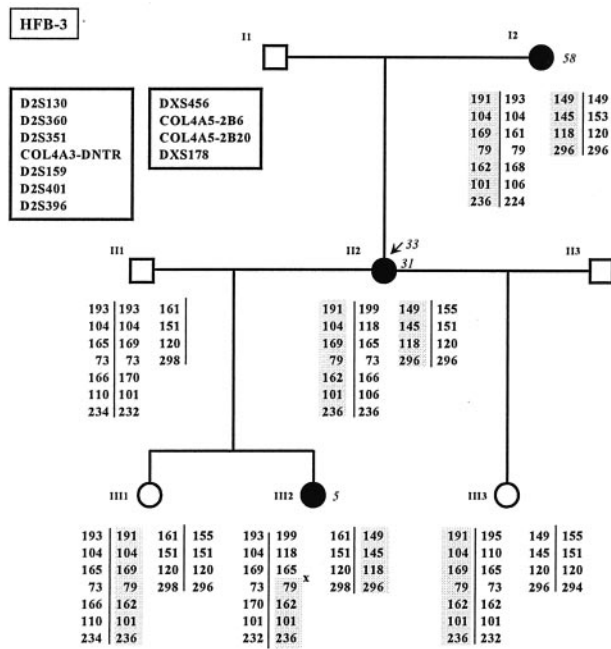 HFB-3
I1
I2
58
D2S130
D2S360
D2S351
COL4A3-DNTR
D2S159
D2S401
D2S396
DXS456
COL4A5-2B6
COL4A5-2B20
DXS178
191 193 149 149
104 104 145 153
169 161 118 120
79 79 296 296
162 168
101 106
236 224
II1
II2
33
31
II3
193 193 161
104 104 151
165 169 120
73 73 298
166 170
110 101
234 232
191 199 149 155
104 118 145 151
169 165 118 120
79 73 296 296
162 166
101 106
236 236
III1
III2
5
III3
193 191 161 155
104 104 151 151
165 169 120 120
73 79 298 296
166 162
110 101
234 236
193 199 161 149
104 118 151 145
169 165 120 118
73 79 x 298 296
170 162
101 101
232 236
191 195 149 155
104 110 145 151
169 165 120 120
79 73 296 294
162 162
101 101
236 232